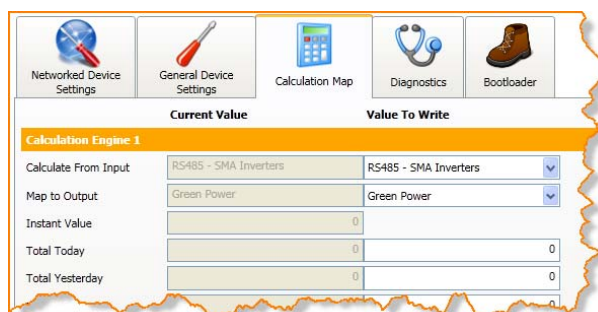 Networked Device Settings
General Device Settings
Calculation Map
Diagnostics
Bootloader
Current Value Value To Write
Calculation Engine 1
Calculate From Input RS485 - SMA Inverters RS485 - SMA Inverters
Map to Output Green Power Green Power
Instant Value 0
Total Today 0 0
Total Yesterday 0 0
0